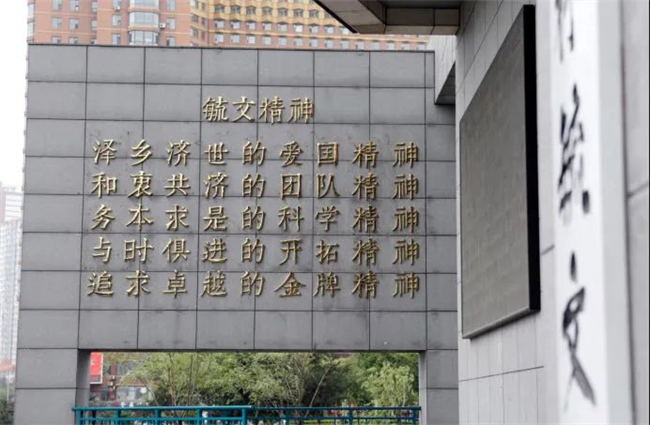 毓文精神
泽乡济世的爱国精神
和衷共济的团队精神
务本求是的科学精神
与时俱进的开拓精神
追求卓越的金牌精神
毓文